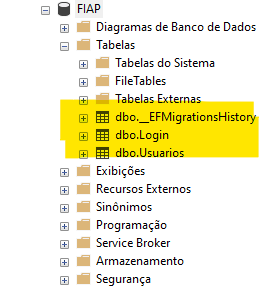 FIAP
Diagramas de Banco de Dados
Tabelas
Tabelas do Sistema
FileTables
Tabelas Externas
dbo.__EFMigrationsHistory
dbo.Login
dbo.Usuarios
Exibições
Recursos Externos
Sinônimos
Programação
Service Broker
Armazenamento
Segurança